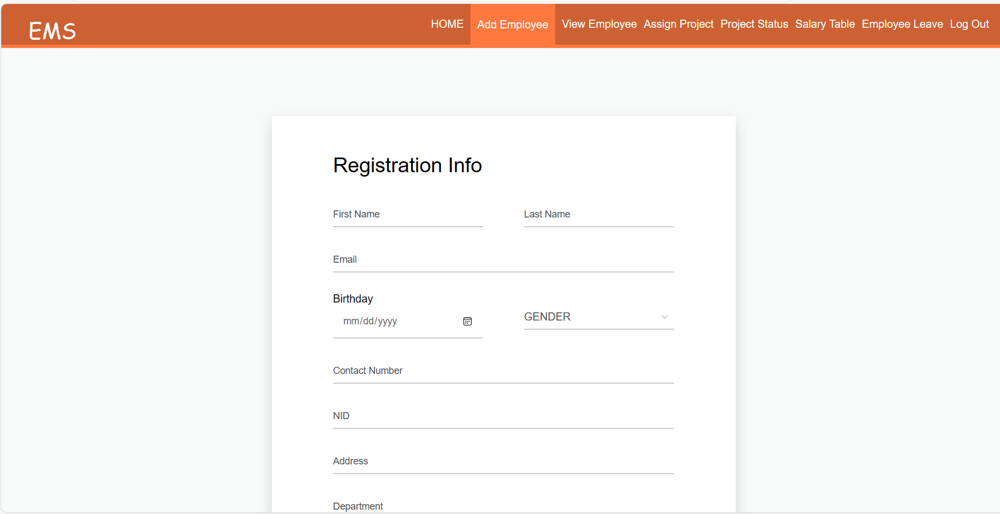 EMS
HOME Add Employee View Employee Assign Project Project Status Salary Table Employee Leave Log Out
Registration Info
First Name Last Name
Email
Birthday
mm/dd/yyyy GENDER
Contact Number
NID
Address
Department